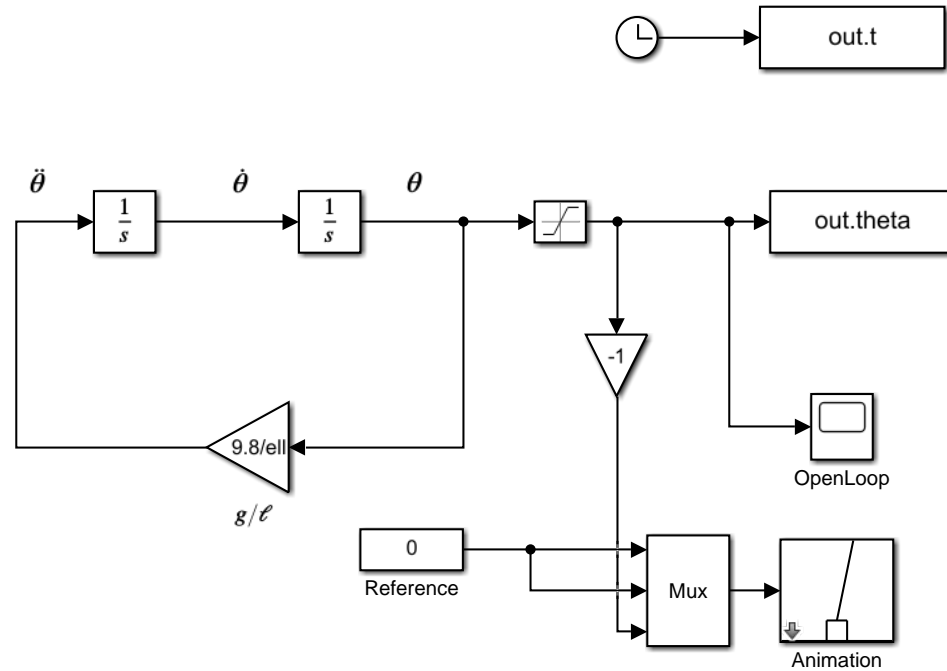 out.t
θ̈
θ̇
θ
1
s
1
s
out.theta
-1
9.8/ell
g/ℓ
OpenLoop
0
Reference
Mux
Animation